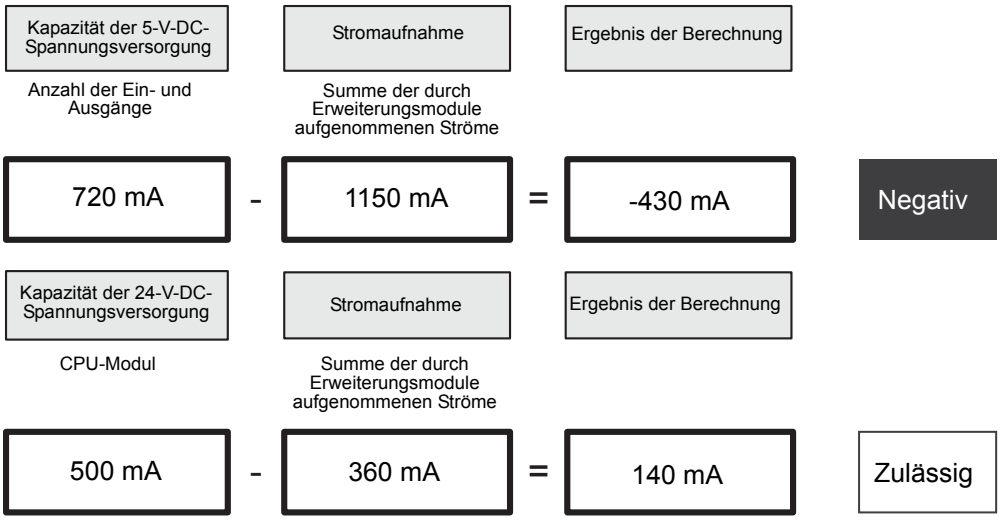 Kapazität der 5-V-DC-
Spannungsversorgung
Stromaufnahme
Ergebnis der Berechnung
Anzahl der Ein- und
Ausgänge
Summe der durch
Erweiterungsmodule
aufgenommenen Ströme
720 mA - 1150 mA = -430 mA Negativ
Kapazität der 24-V-DC-
Spannungsversorgung
Stromaufnahme
Ergebnis der Berechnung
CPU-Modul
Summe der durch
Erweiterungsmodule
aufgenommenen Ströme
500 mA - 360 mA = 140 mA Zulässig